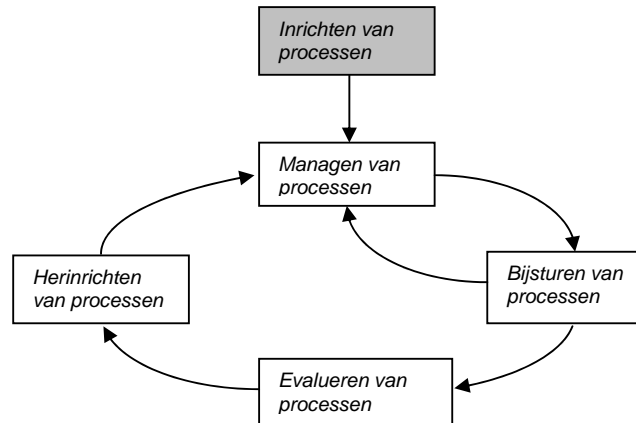 Inrichten van
processen
Managen van
processen
Herinrichten
van processen
Bijsturen van
processen
Evalueren van
processen